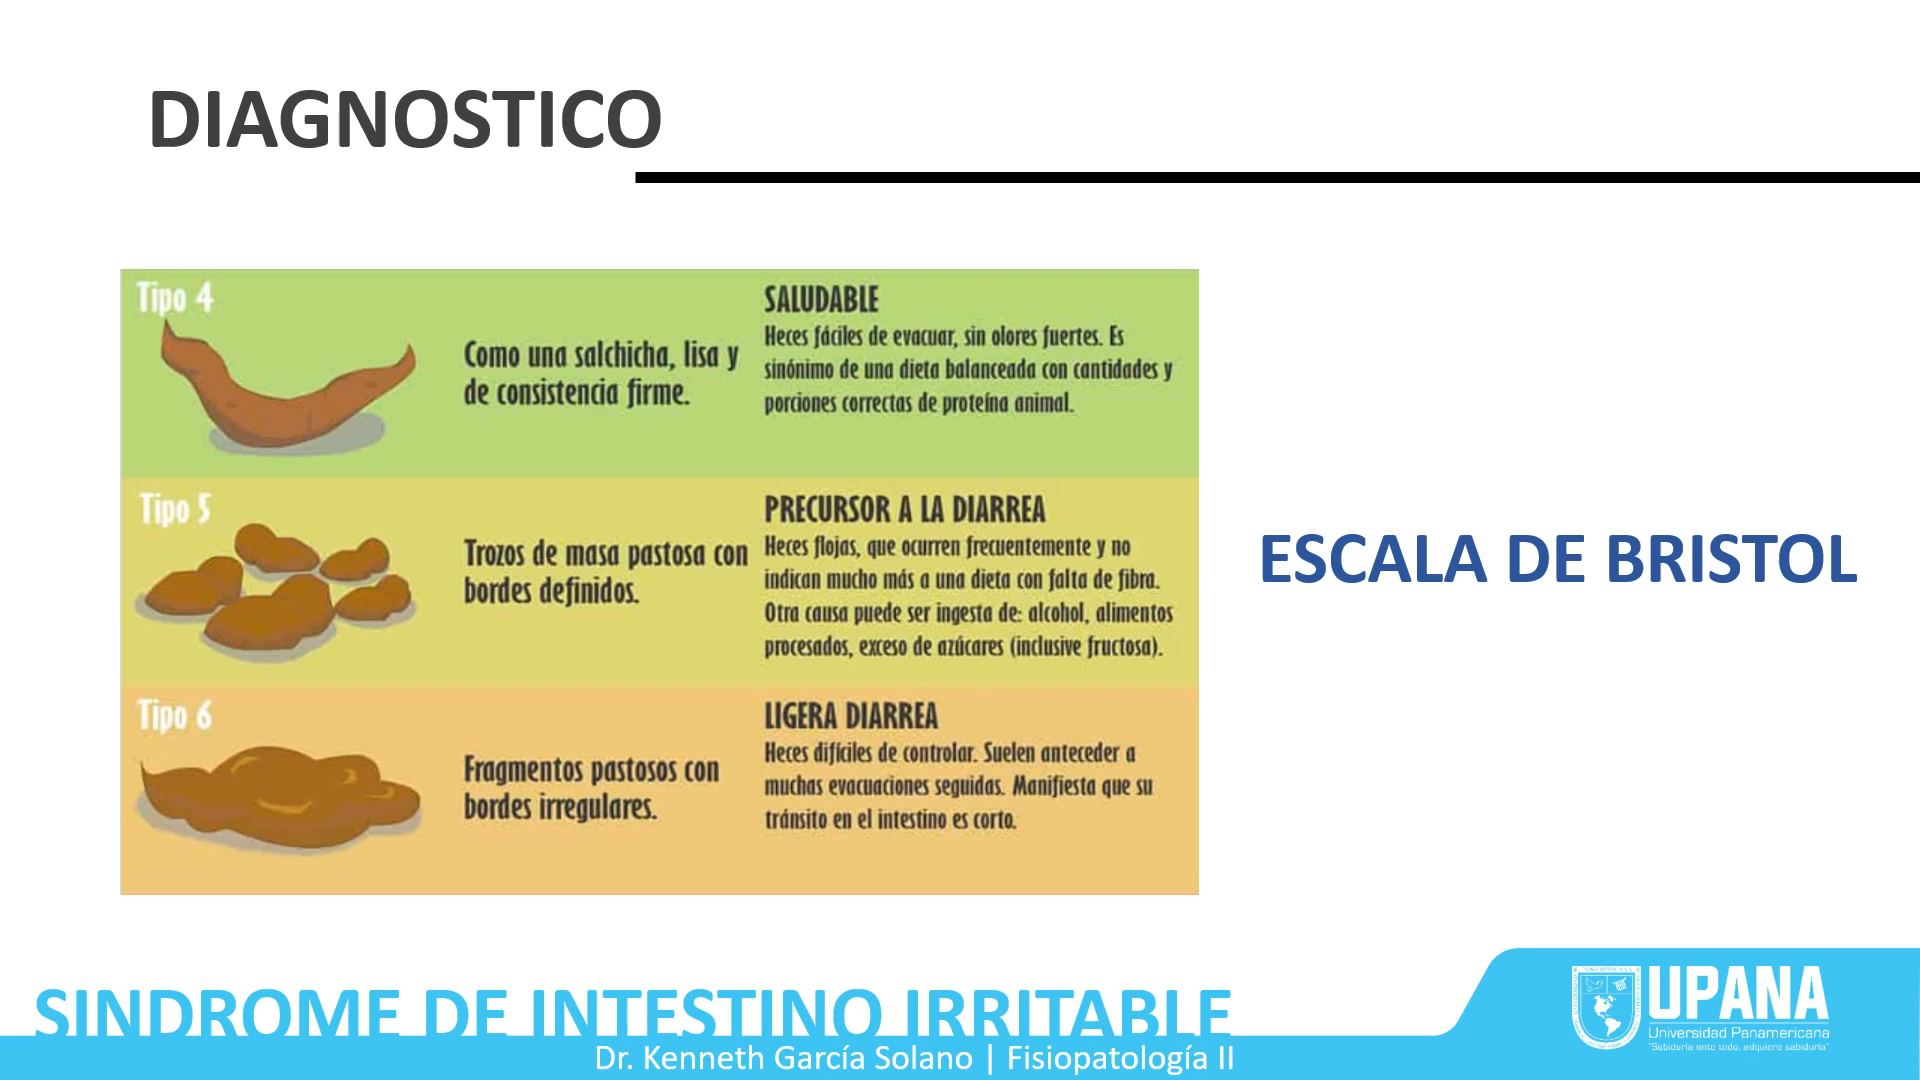 DIAGNOSTICO
Tipo 4
Como una salchicha, lisa y
de consistencia firme.
SALUDABLE
Heces fáciles de evacuar, sin olores fuertes. Es
sinónimo de una dieta balanceada con cantidades y
porciones correctas de proteína animal.
Tipo 5
Trozos de masa pastosa con
bordes definidos.
PRECURSOR A LA DIARREA
Heces flojas, que ocurren frecuentemente y no
indican mucho más a una dieta con falta de fibra.
Otra causa puede ser ingesta de: alcohol, alimentos
procesados, exceso de azúcares (inclusive fructosa).
Tipo 6
Fragmentos pastosos con
bordes irregulares.
LIGERA DIARREA
Heces difíciles de controlar. Suelen anteceder a
muchas evacuaciones seguidas. Manifiesta que su
tránsito en el intestino es corto.
ESCALA DE BRISTOL
SINDROME DE INTESTINO IRRITABLE
Dr. Kenneth García Solano | Fisiopatología II
UPANA
Universidad Panamericana
"Sabiduría ante todo, adquiere sabiduría"